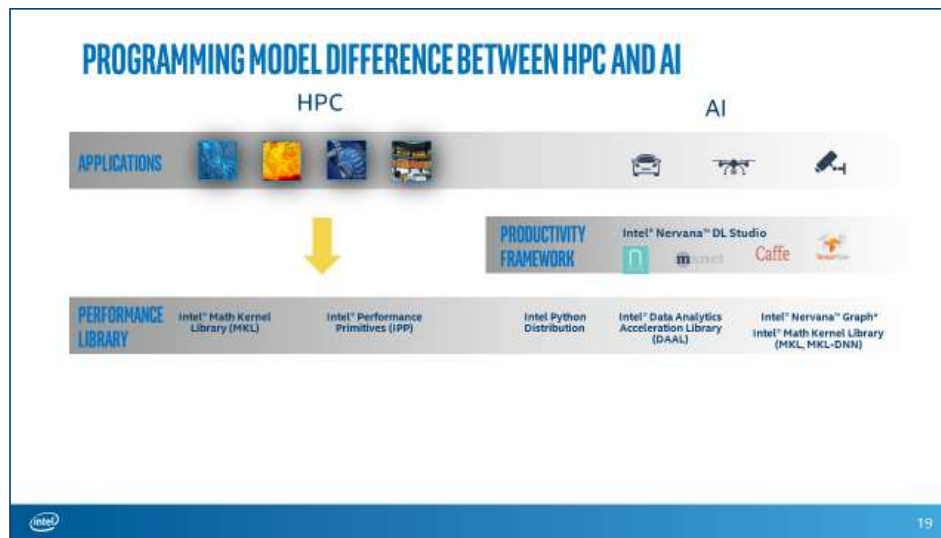 PROGRAMMING MODEL DIFFERENCE BETWEEN HPC AND AI
HPC
AI
APPLICATIONS
PRODUCTIVITY
FRAMEWORK
Intel® Nervana™ DL Studio
n
mxnet
Caffe
TensorFlow
PERFORMANCE
LIBRARY
Intel® Math Kernel
Library (MKL)
Intel® Performance
Primitives (IPP)
Intel Python
Distribution
Intel® Data Analytics
Acceleration Library
(DAAL)
Intel® Nervana™ Graph*
Intel® Math Kernel Library
(MKL, MKL-DNN)
intel
19